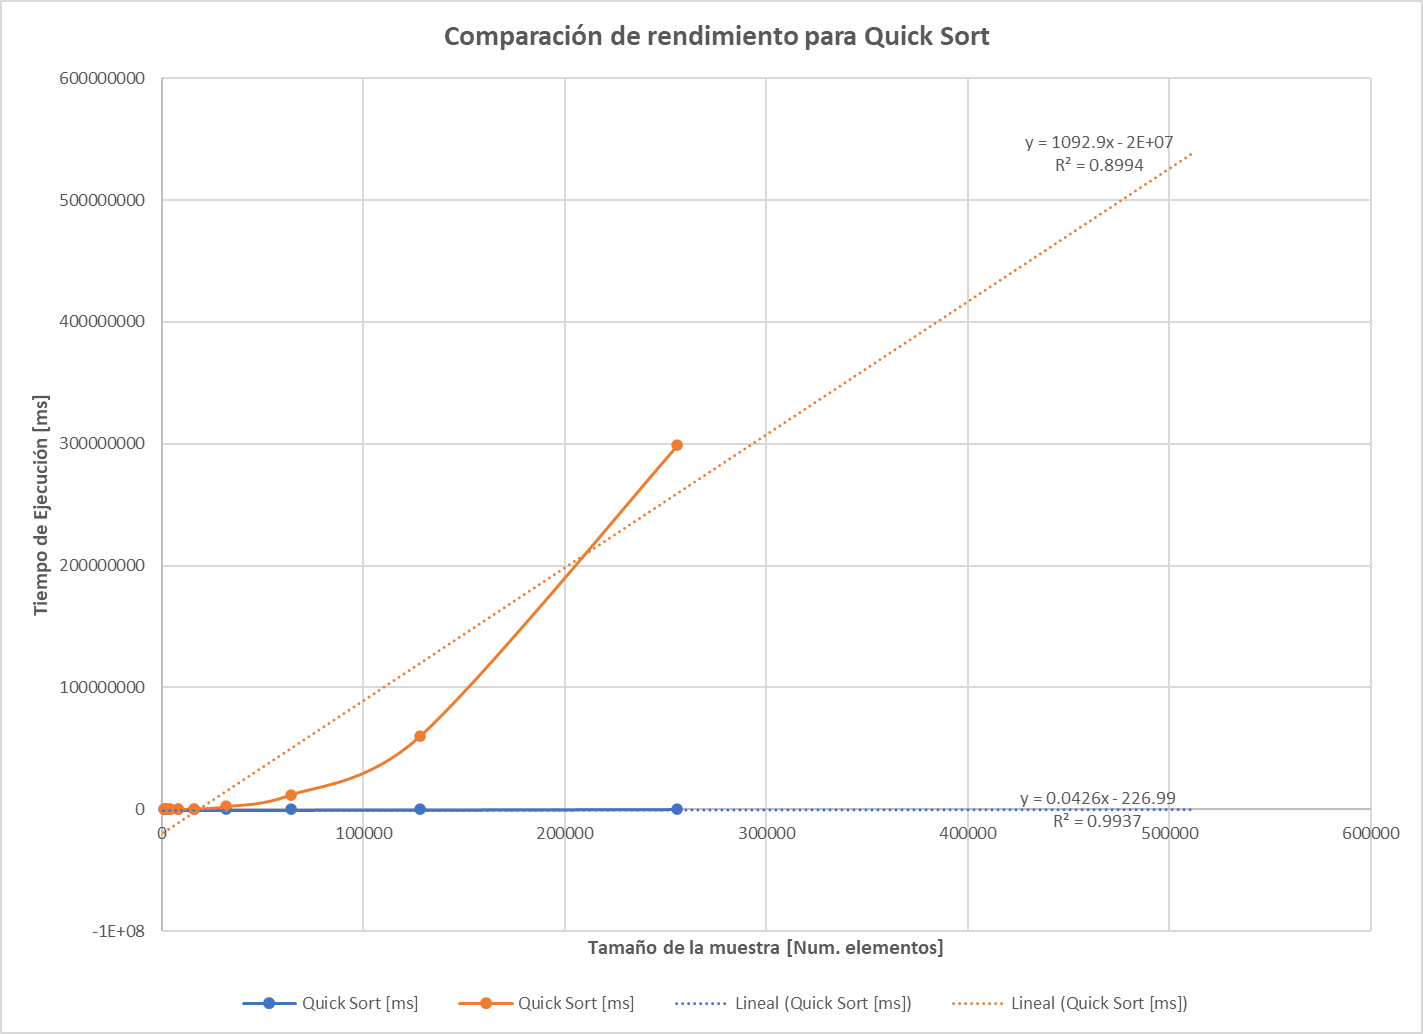 Comparación de rendimiento para Quick Sort
600000000
500000000
400000000
300000000
200000000
100000000
0
-1E+08
Tiempo de Ejecución [ms]
y = 1092.9x - 2E+07
R² = 0.8994
y = 0.0426x - 226.99
R² = 0.9937
0
100000
200000
300000
400000
500000
600000
Tamaño de la muestra [Num. elementos]
Quick Sort [ms]
Quick Sort [ms]
Lineal (Quick Sort [ms])
Lineal (Quick Sort [ms])